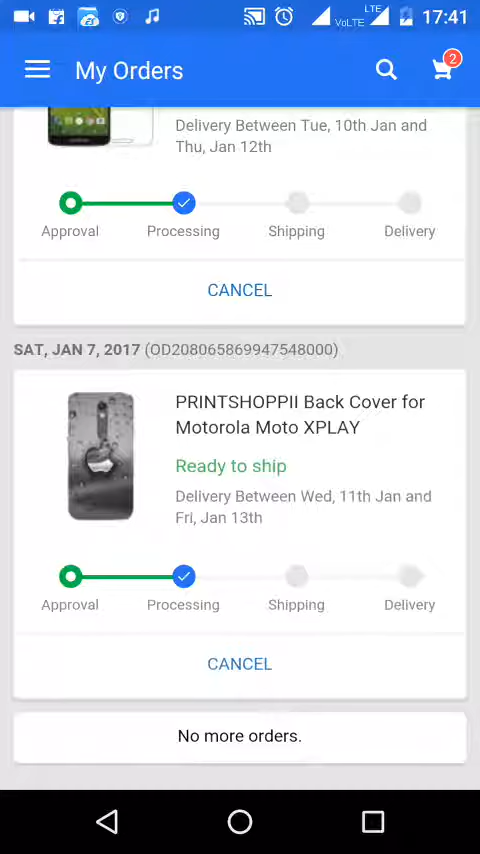 LTE
VoLTE
17:41
My Orders
2
Delivery Between Tue, 10th Jan and
Thu, Jan 12th
Approval Processing Shipping Delivery
CANCEL
SAT, JAN 7, 2017 (OD208065869947548000)
PRINTSHOPPII Back Cover for
Motorola Moto XPLAY
Ready to ship
Delivery Between Wed, 11th Jan and
Fri, Jan 13th
Approval Processing Shipping Delivery
CANCEL
No more orders.